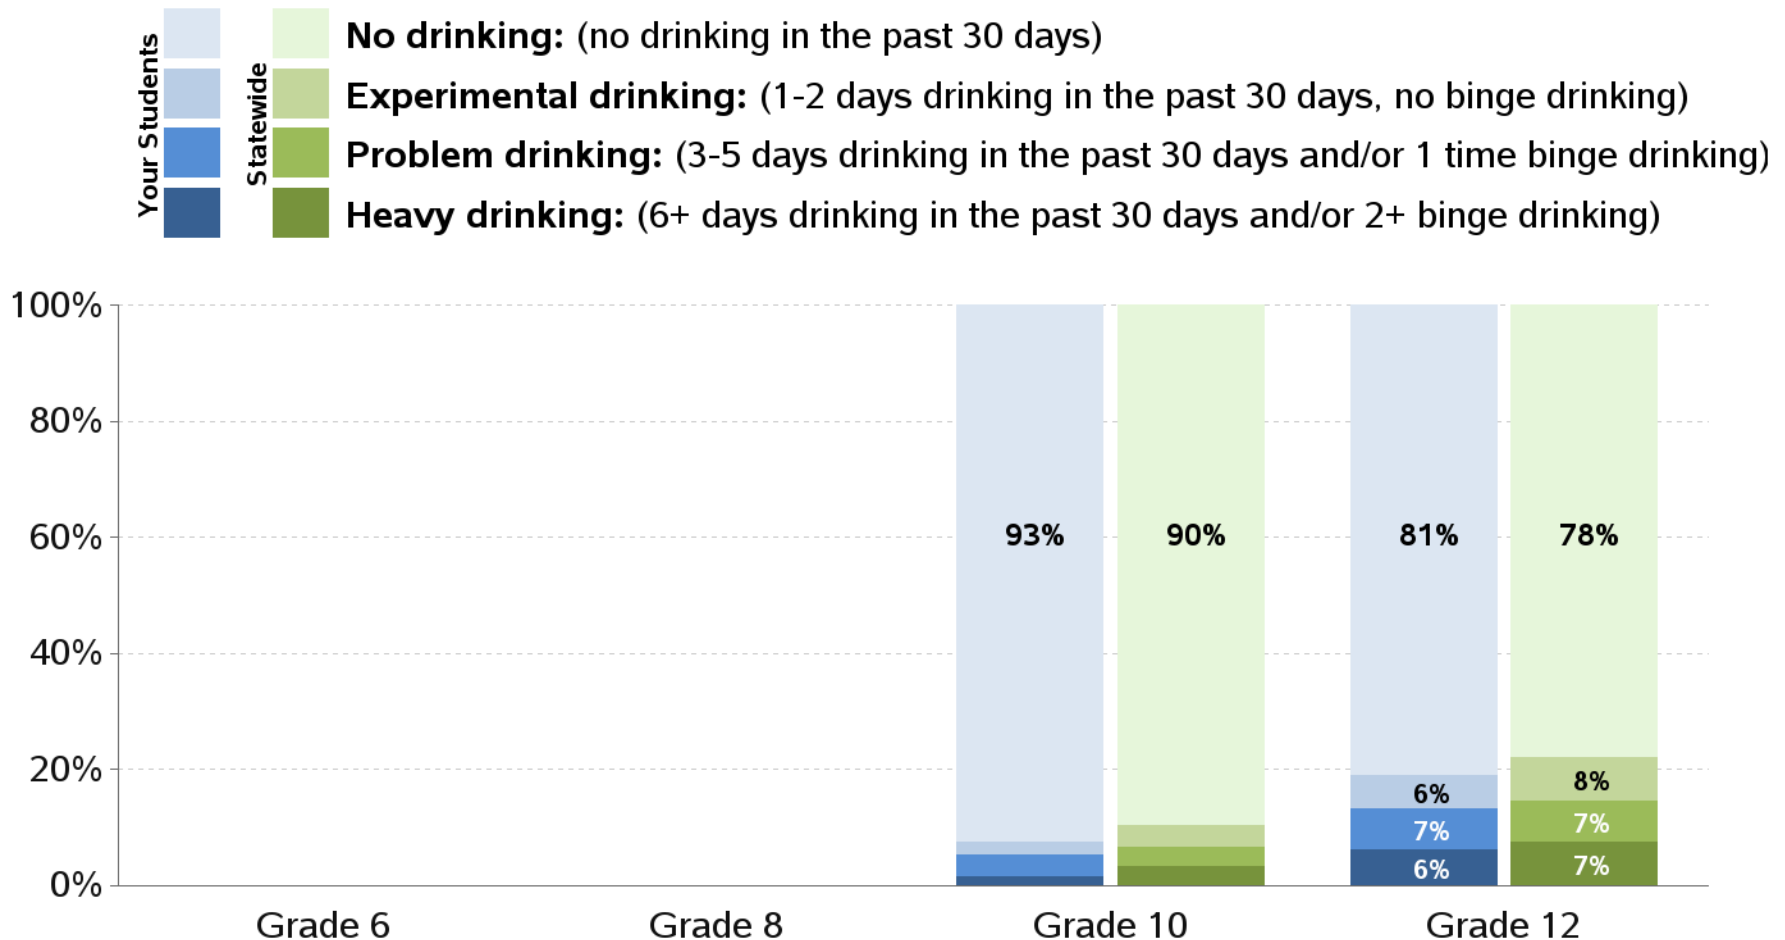 Your Students
Statewide
No drinking: (no drinking in the past 30 days)
Experimental drinking: (1-2 days drinking in the past 30 days, no binge drinking)
Problem drinking: (3-5 days drinking in the past 30 days and/or 1 time binge drinking)
Heavy drinking: (6+ days drinking in the past 30 days and/or 2+ binge drinking)
100%
80%
60%
40%
20%
0%
93%
90%
81%
6%
7%
6%
78%
8%
7%
7%
Grade 6
Grade 8
Grade 10
Grade 12